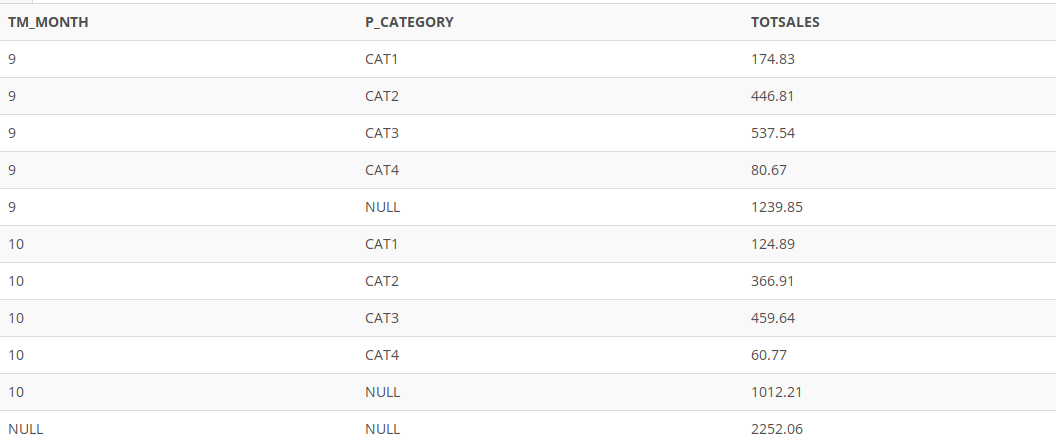 TM_MONTH P_CATEGORY TOTSALES
9 CAT1 174.83
9 CAT2 446.81
9 CAT3 537.54
9 CAT4 80.67
9 NULL 1239.85
10 CAT1 124.89
10 CAT2 366.91
10 CAT3 459.64
10 CAT4 60.77
10 NULL 1012.21
NULL NULL 2252.06